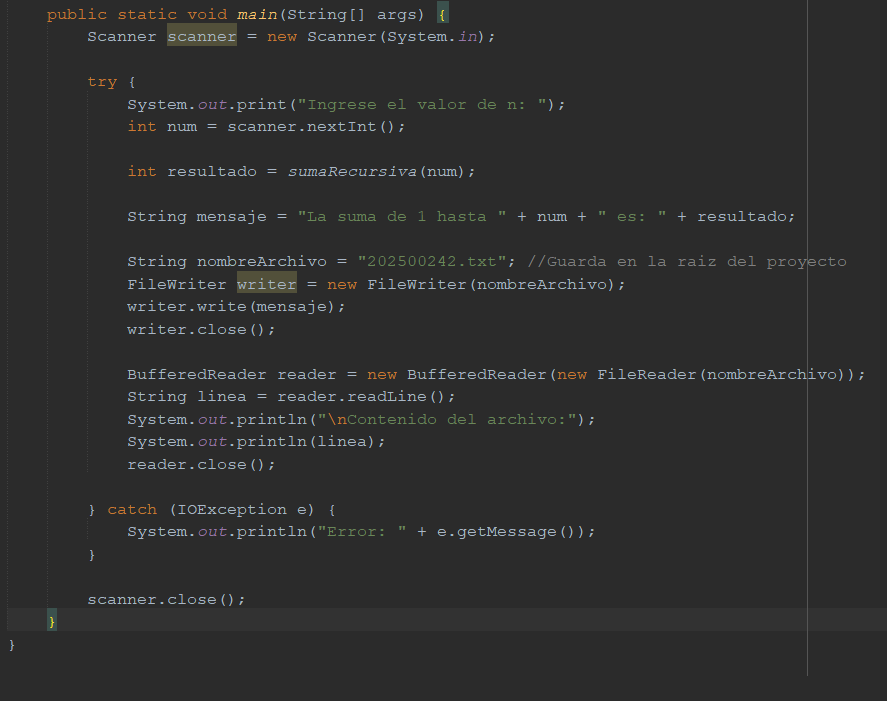 public static void main(String[] args) {
Scanner scanner = new Scanner(System.in);
try {
System.out.print("Ingrese el valor de n: ");
int num = scanner.nextInt();
int resultado = sumaRecursiva(num);
String mensaje = "La suma de 1 hasta " + num + " es: " + resultado;
String nombreArchivo = "202500242.txt"; //Guarda en la raiz del proyecto
FileWriter writer = new FileWriter(nombreArchivo);
writer.write(mensaje);
writer.close();
BufferedReader reader = new BufferedReader(new FileReader(nombreArchivo));
String linea = reader.readLine();
System.out.println("\nContenido del archivo:");
System.out.println(linea);
reader.close();
} catch (IOException e) {
System.out.println("Error: " + e.getMessage());
}
scanner.close();
}
}